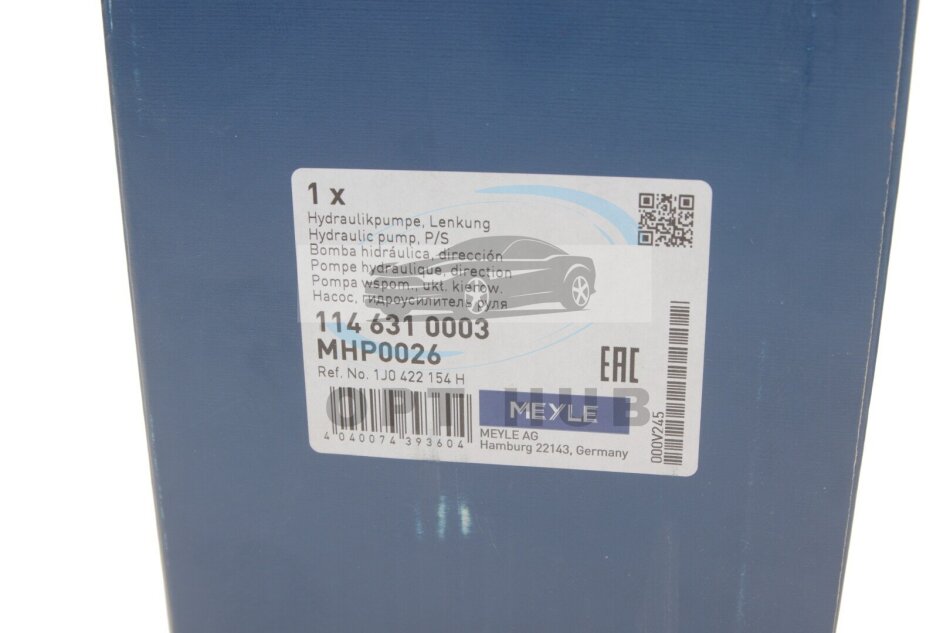 1 x
Hydraulikpumpe, Lenkung
Hydraulic pump, P/S
Bomba hidráulica, dirección
Pompe hydraulique, direction
Pompa wspom., ukł. kierow.
Насос, гидроусилитель руля
114 631 0003
MHP0026
Ref. No. 1J0 422 154 H
EAC
OPT HUB
MEYLE
4 040074 393604
MEYLE AG
Hamburg 22143, Germany
000V245